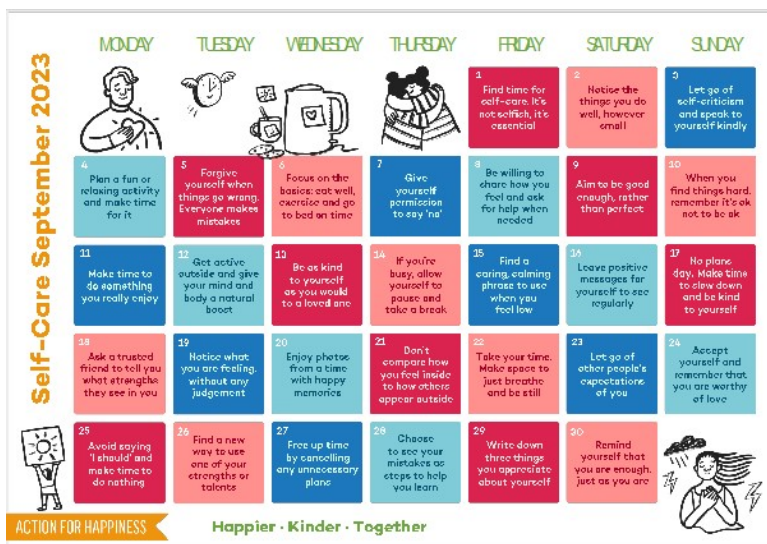 Self-Care September 2023
MONDAY TUESDAY WEDNESDAY THURSDAY FRIDAY SATURDAY SUNDAY
1
Find time for
self-care. It's
not selfish, it's
essential
2
Notice the
things you do
well, however
small
3
Let go of
self-criticism
and speak to
yourself kindly
4
Plan a fun or
relaxing activity
and make time
for it
5
Forgive
yourself when
things go wrong.
Everyone makes
mistakes
6
Focus on the
basics: eat well,
exercise and go
to bed on time
7
Give
yourself
permission
to say 'no'
8
Be willing to
share how you
feel and ask
for help when
needed
9
Aim to be good
enough, rather
than perfect
10
When you
find things hard,
remember it's ok
not to be ok
11
Make time to
do something
you really enjoy
12
Get active
outside and give
your mind and
body a natural
boost
13
Be as kind
to yourself
as you would
to a loved one
14
If you're
busy, allow
yourself to
pause and
take a break
15
Find a
caring, calming
phrase to use
when you
feel low
16
Leave positive
messages for
yourself to see
regularly
17
No plans
day. Make time
to slow down
and be kind
to yourself
18
Ask a trusted
friend to tell you
what strengths
they see in you
19
Notice what
you are feeling,
without any
judgement
20
Enjoy photos
from a time
with happy
memories
21
Don't
compare how
you feel inside
to how others
appear outside
22
Take your time.
Make space to
just breathe
and be still
23
Let go of
other people's
expectations
of you
24
Accept
yourself and
remember that
you are worthy
of love
25
Avoid saying
'I should' and
make time to
do nothing
26
Find a new
way to use
one of your
strengths or
talents
27
Free up time
by cancelling
any unnecessary
plans
28
Choose
to see your
mistakes as
steps to help
you learn
29
Write down
three things
you appreciate
about yourself
30
Remind
yourself that
you are enough,
just as you are
ACTION FOR HAPPINESS
Happier · Kinder · Together